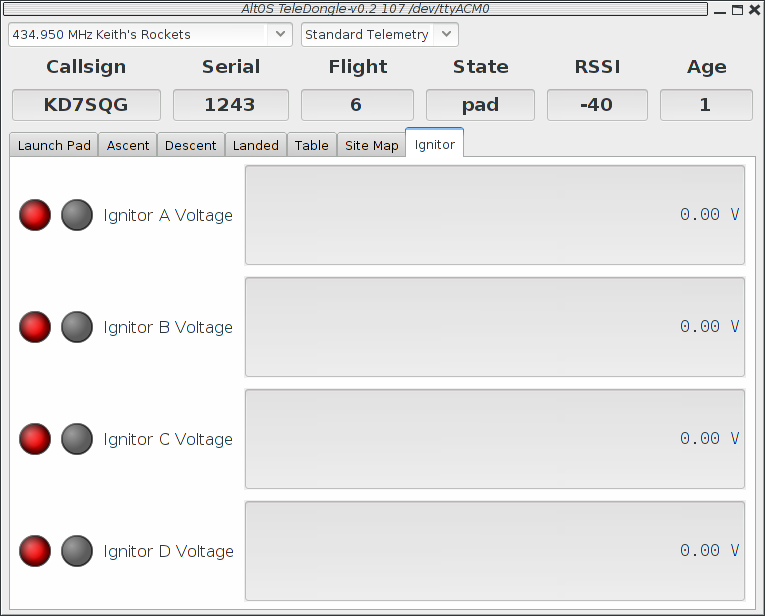 AltOS TeleDongle-v0.2 107 /dev/ttyACM0
434.950 MHz Keith's Rockets Standard Telemetry
Callsign Serial Flight State RSSI Age
KD7SQG 1243 6 pad -40 1
Launch Pad Ascent Descent Landed Table Site Map Ignitor
Ignitor A Voltage 0.00 V
Ignitor B Voltage 0.00 V
Ignitor C Voltage 0.00 V
Ignitor D Voltage 0.00 V